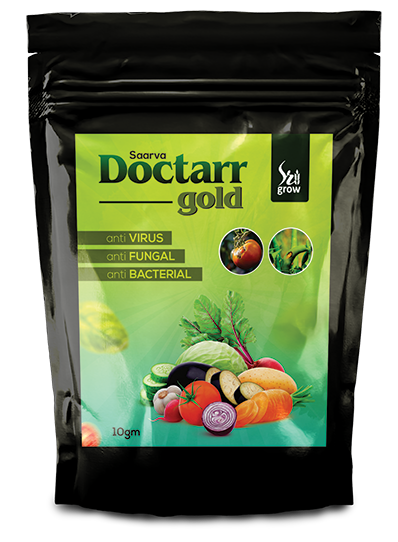 Saarva
Doctarr
gold
grow
anti VIRUS
anti FUNGAL
anti BACTERIAL
10gm